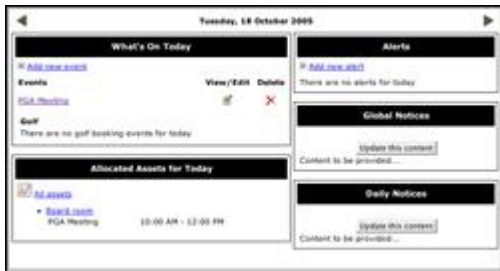 Tuesday, 18 October 2005
What's On Today
Add new event
Events View/Edit Delete
PGA Meeting
Golf
There are no golf booking events for today
Allocated Assets for Today
All assets
Board room
PGA Meeting 10:00 AM - 12:00 PM
Alerts
Add new alert
There are no alerts for today
Global Notices
Update this content
Content to be provided...
Daily Notices
Update this content
Content to be provided...